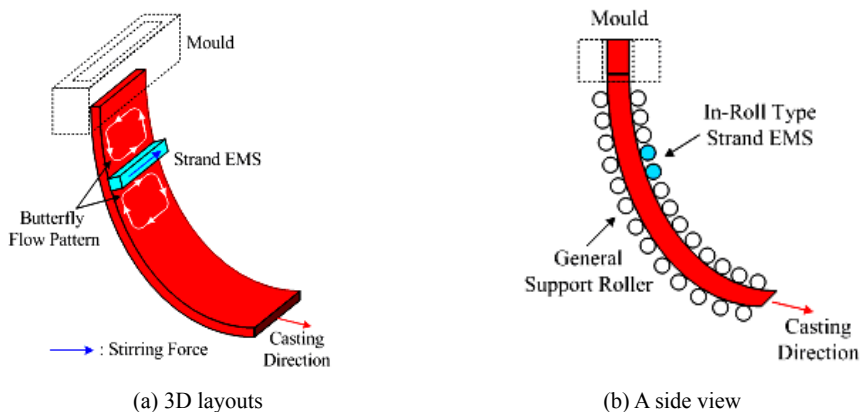 Mould
Strand EMS
Butterfly
Flow Pattern
: Stirring Force
Casting
Direction
(a) 3D layouts
Mould
In-Roll Type
Strand EMS
General
Support Roller
Casting
Direction
(b) A side view